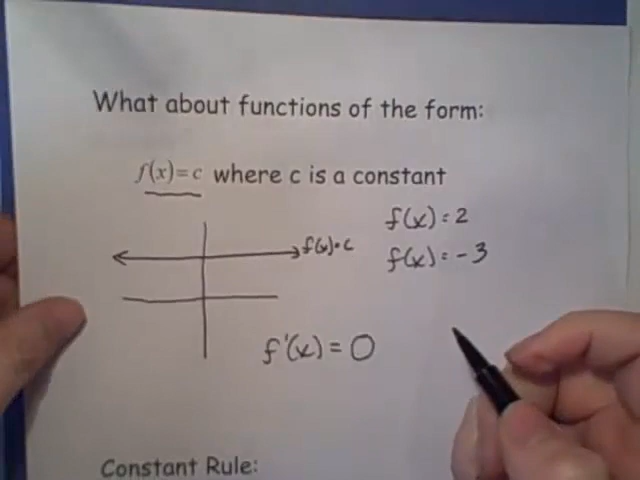 What about functions of the form:
f(x)=c where c is a constant
f(x)=2
f(x)=c
f(x)=-3
f'(x)=0
Constant Rule: